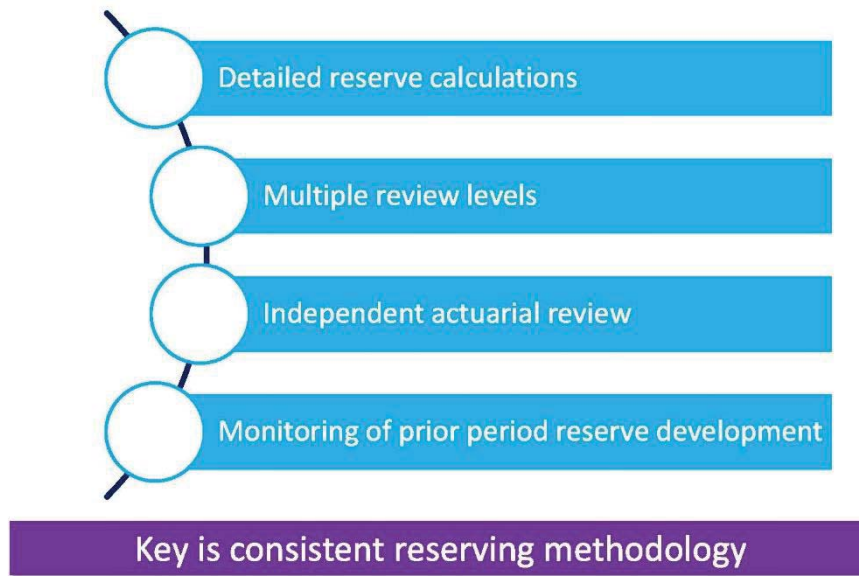 Detailed reserve calculations
Multiple review levels
Independent actuarial review
Monitoring of prior period reserve development
Key is consistent reserving methodology